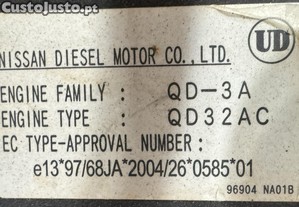 CustoJusto.pt
NISSAN DIESEL MOTOR CO., LTD.
UD
ENGINE FAMILY : QD-3A
ENGINE TYPE : QD32AC
EC TYPE-APPROVAL NUMBER :
e13*97/68JA*2004/26*0585*01
96904 NA01B